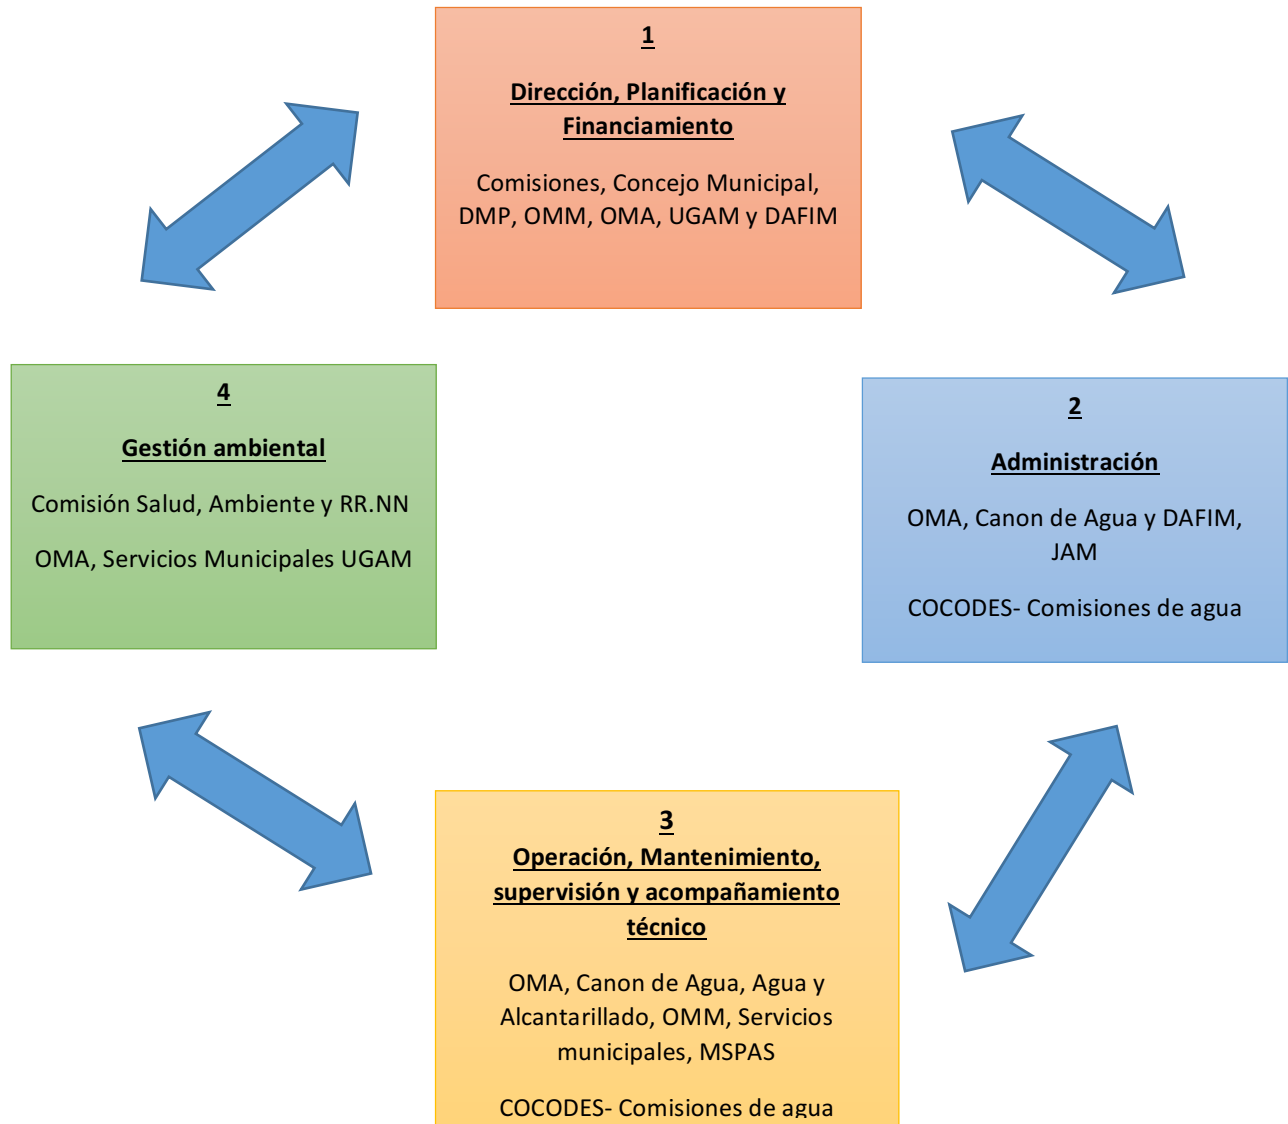 1
Dirección, Planificación y
Financiamiento
Comisiones, Concejo Municipal,
DMP, OMM, OMA, UGAM y DAFIM
4
Gestión ambiental
Comisión Salud, Ambiente y RR.NN
OMA, Servicios Municipales UGAM
2
Administración
OMA, Canon de Agua y DAFIM,
JAM
COCODES- Comisiones de agua
3
Operación, Mantenimiento,
supervisión y acompañamiento
técnico
OMA, Canon de Agua, Agua y
Alcantarillado, OMM, Servicios
municipales, MSPAS
COCODES- Comisiones de agua